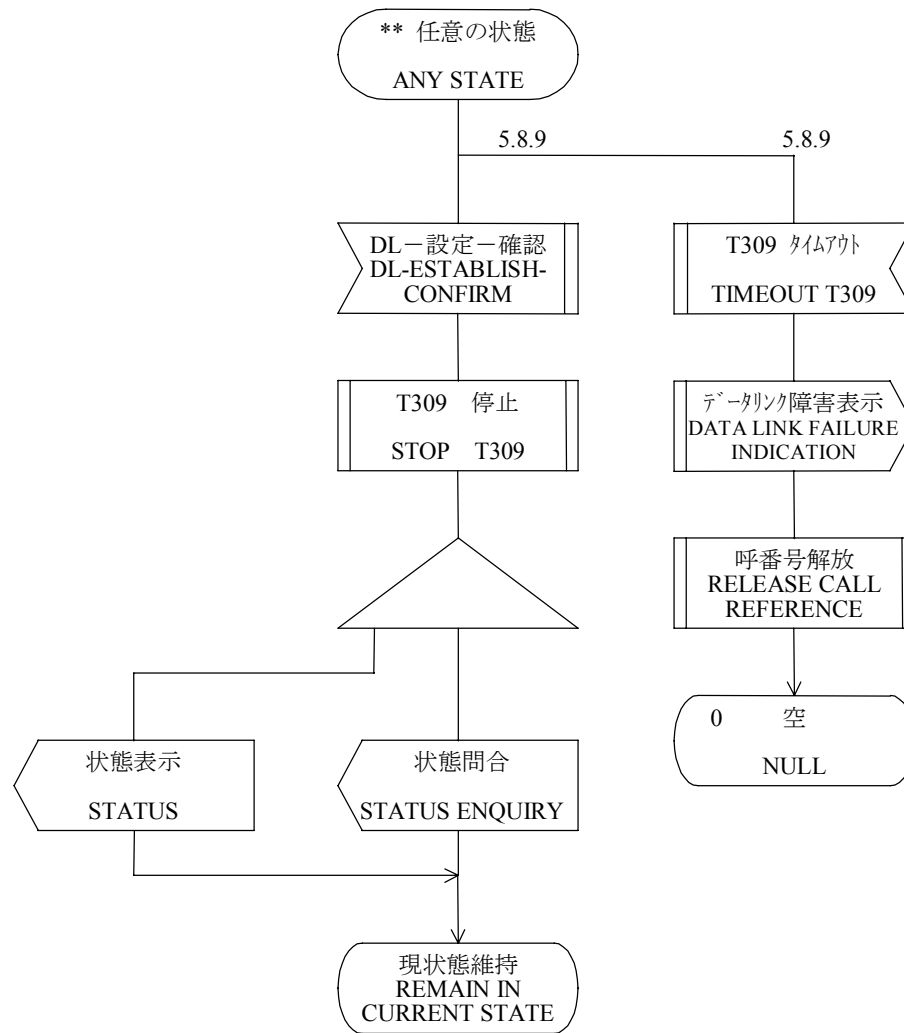 ** 任意の状態
ANY STATE
5.8.9
5.8.9
DL－設定－確認
DL-ESTABLISH-
CONFIRM
T309 ﾀｲﾑｱｳﾄ
TIMEOUT T309
T309 停止
STOP T309
ﾃﾞｰﾀﾘﾝｸ障害表示
DATA LINK FAILURE
INDICATION
呼番号解放
RELEASE CALL
REFERENCE
0 空
NULL
状態表示
STATUS
状態問合
STATUS ENQUIRY
現状態維持
REMAIN IN
CURRENT STATE